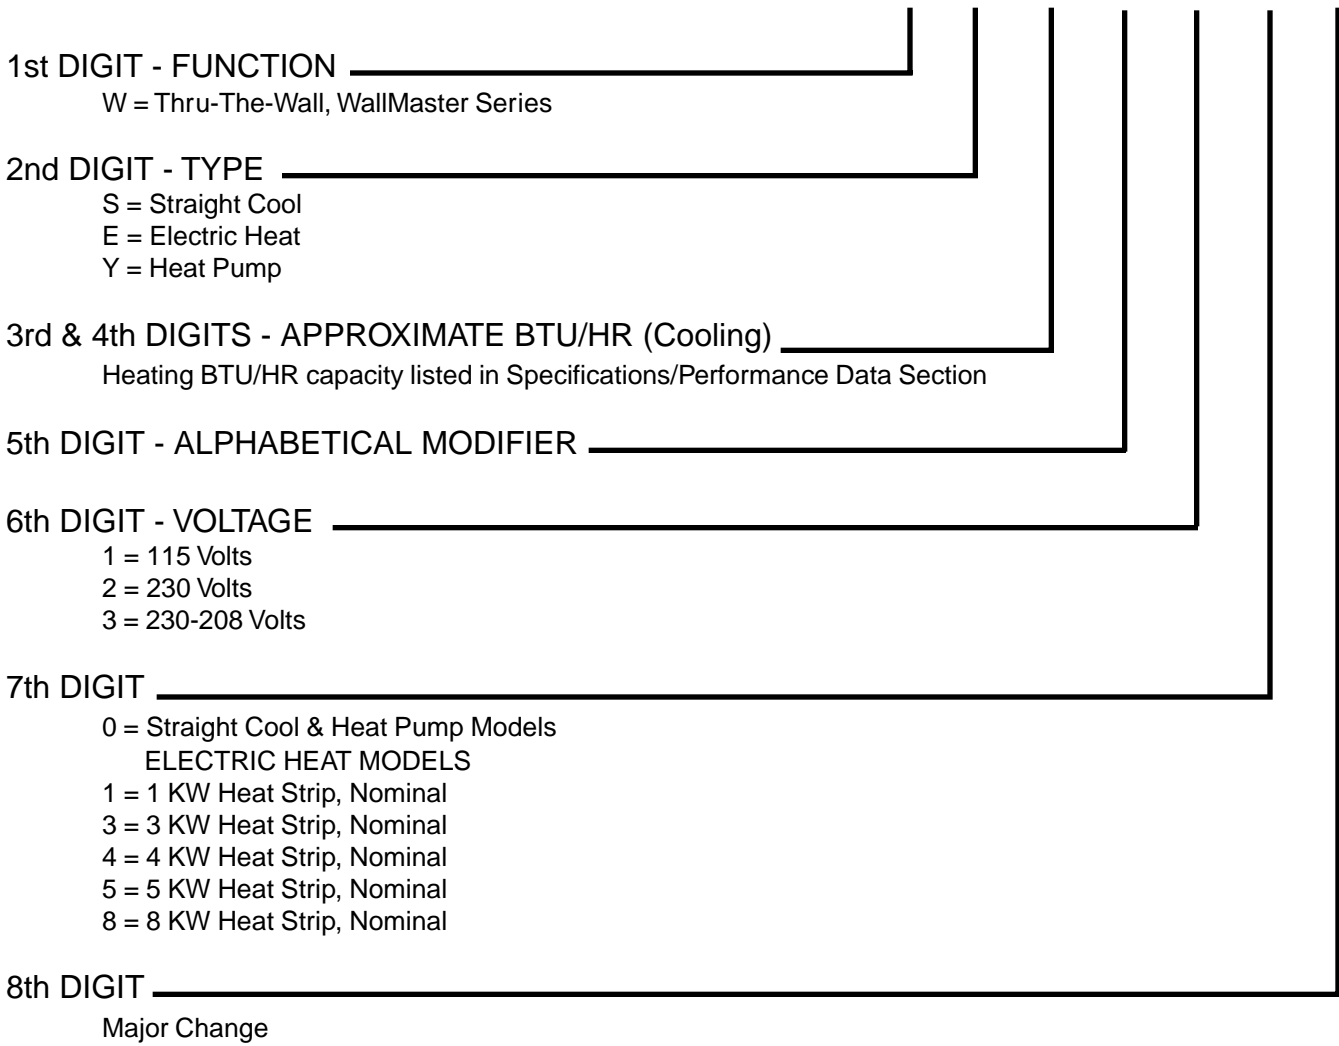 1st DIGIT - FUNCTION
W = Thru-The-Wall, WallMaster Series
2nd DIGIT - TYPE
S = Straight Cool
E = Electric Heat
Y = Heat Pump
3rd & 4th DIGITS - APPROXIMATE BTU/HR (Cooling)
Heating BTU/HR capacity listed in Specifications/Performance Data Section
5th DIGIT - ALPHABETICAL MODIFIER
6th DIGIT - VOLTAGE
1 = 115 Volts
2 = 230 Volts
3 = 230-208 Volts
7th DIGIT
0 = Straight Cool & Heat Pump Models
ELECTRIC HEAT MODELS
1 = 1 KW Heat Strip, Nominal
3 = 3 KW Heat Strip, Nominal
4 = 4 KW Heat Strip, Nominal
5 = 5 KW Heat Strip, Nominal
8 = 8 KW Heat Strip, Nominal
8th DIGIT
Major Change